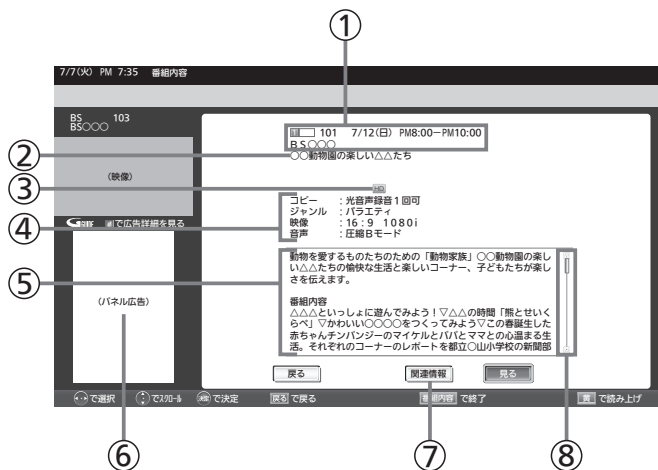 ①
7/7(火) PM 7:35 番組内容
BS 103
BS○○○
101 7/12(日) PM8:00−PM10:00
BS○○○
②
○○動物園の楽しい△△たち
(映像)
③
HD
④
コピー :光音声録音1回可
ジャンル :バラエティ
映像 :16:9 1080i
音声 :圧縮Bモード
で広告詳細を見る
⑤
動物を愛するものたちのための「動物家族」○○動物園の楽し
い△△たちの愉快な生活と楽しいコーナー、子どもたちが楽し
さを伝えます。
(パネル広告)
番組内容
△△△といっしょに遊んでみよう!▽△△の時間「熊とせいく
らべ」▽かわいい○○○○をつくってみよう▽この春誕生した
赤ちゃんチンパンジーのマイケルとパパとママとの心温まる生
活。それぞれのコーナーのレポートを都立○山小学校の新聞部
戻る 関連情報 見る
で選択 でスクロール 決定 で決定 戻る で戻る 番組内容 で終了 黄 で読み上げ
⑥ ⑦ ⑧